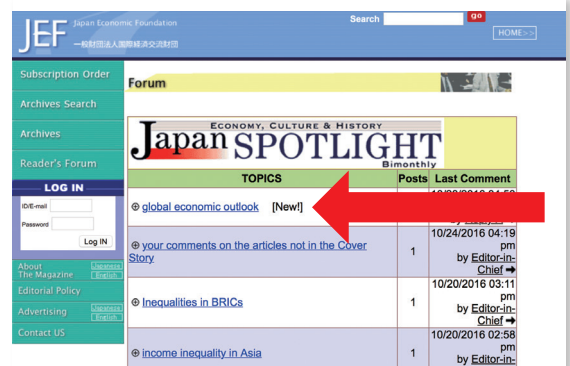 JEF Japan Economic Foundation
一般財団法人国際経済交流財団
Search
go
HOME>>
Subscription Order
Archives Search
Archives
Reader's Forum
LOG IN
ID/E-mail
Password
Log IN
About
The Magazine
Japanese
English
Editorial Policy
Advertising
Japanese
English
Contact US
Forum
ECONOMY, CULTURE & HISTORY
Japan SPOTLIGHT
Bimonthly
TOPICS Posts Last Comment
global economic outlook [New!]
your comments on the articles not in the Cover
Story
1
10/24/2016 04:19
pm
by Editor-in-
Chief ➡
Inequalities in BRICs
1
10/20/2016 03:11
pm
by Editor-in-
Chief ➡
income inequality in Asia
1
10/20/2016 02:58
pm
by Editor-in-